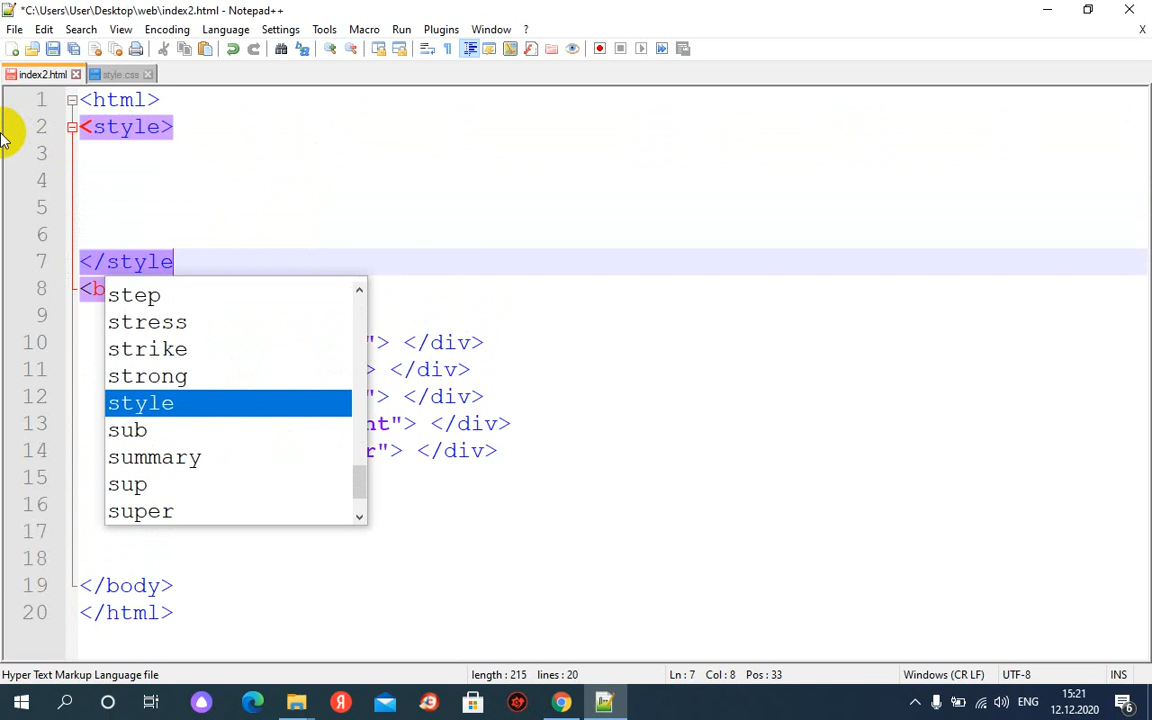 *C:\Users\User\Desktop\web\index2.html - Notepad++
File Edit Search View Encoding Language Settings Tools Macro Run Plugins Window ? X
index2.html style.css
1 <html>
2 <style>
3
4
5
6
7 </style
8 <b
9
10 "> </div>
11 > </div>
12 "> </div>
13 nt"> </div>
14 r"> </div>
15
16
17
18
19 </body>
20 </html>
step
stress
strike
strong
style
sub
summary
sup
super
Hyper Text Markup Language file length : 215 lines : 20 Ln : 7 Col : 8 Pos : 33 Windows (CR LF) UTF-8 INS
ENG 15:21
12.12.2020 6